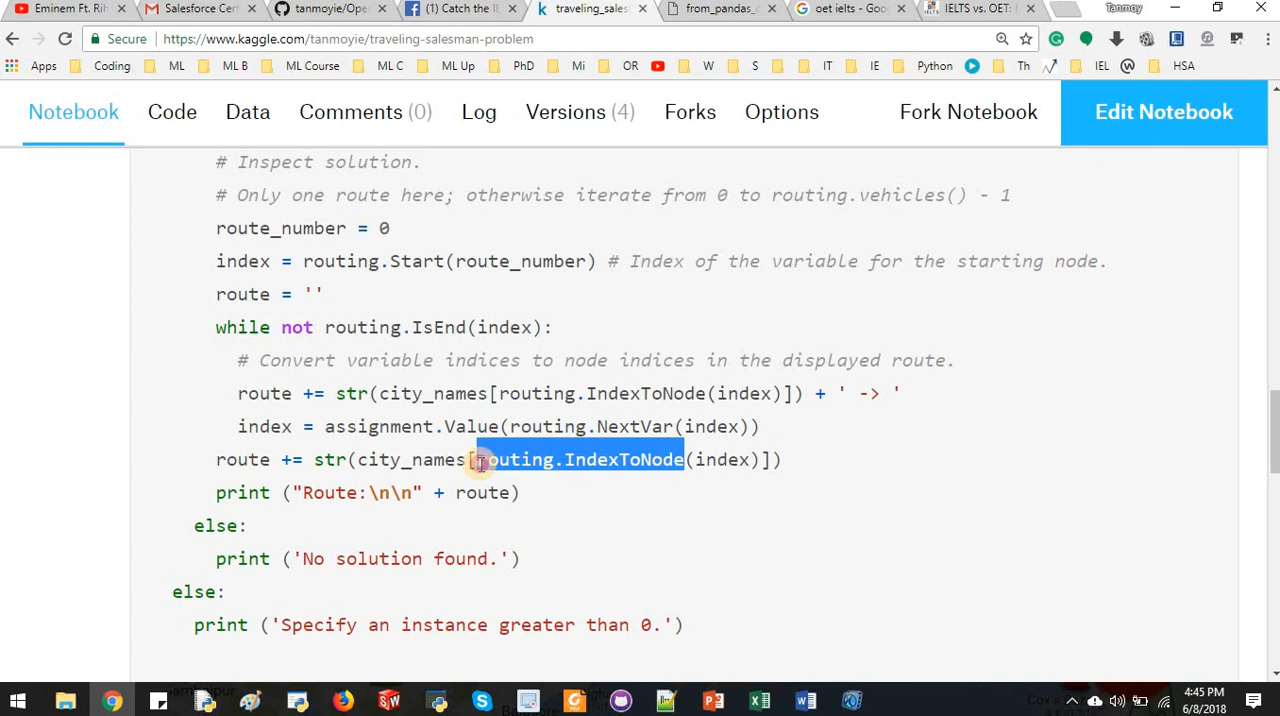 Eminem Ft. Rih
Salesforce Cert
tanmoyie/Oper
(1) Catch the I
traveling_sales
from_pandas_c
oet ielts - Goo
IELTS vs. OET:
Tanmoy
Secure
https://www.kaggle.com/tanmoyie/traveling-salesman-problem
Apps Coding ML ML B ML Course ML C ML Up PhD Mi OR W S IT IE Python Th IEL HSA
Notebook Code Data Comments (0) Log Versions (4) Forks Options Fork Notebook Edit Notebook
# Inspect solution.
# Only one route here; otherwise iterate from 0 to routing.vehicles() - 1
route_number = 0
index = routing.Start(route_number) # Index of the variable for the starting node.
route = ''
while not routing.IsEnd(index):
# Convert variable indices to node indices in the displayed route.
route += str(city_names[routing.IndexToNode(index)]) + ' -> '
index = assignment.Value(routing.NextVar(index))
route += str(city_names[routing.IndexToNode(index)])
print ("Route:\n\n" + route)
else:
print ('No solution found.')
else:
print ('Specify an instance greater than 0.')
4:45 PM
6/8/2018